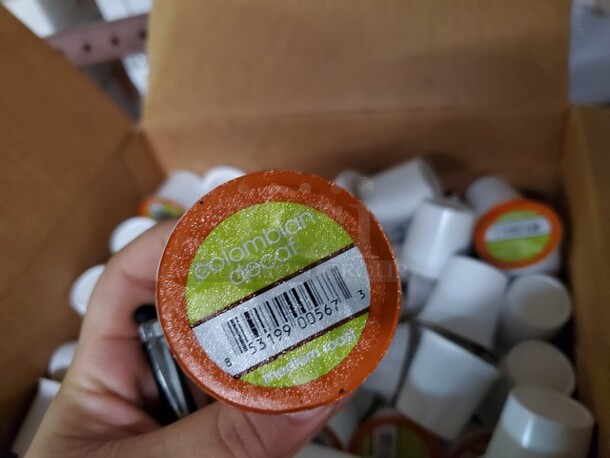 colombian
decaf
8 53199 00567 3
medium roast